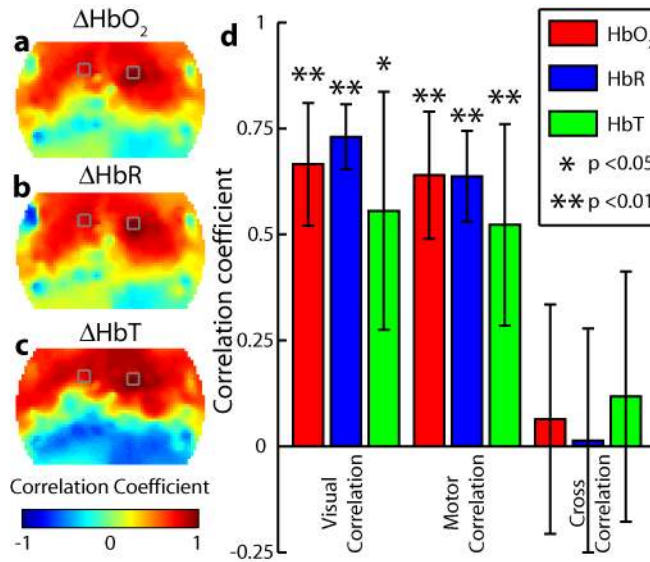 a
ΔHbO₂
b
ΔHbR
c
ΔHbT
Correlation Coefficient
-1
1
d
Correlation coefficient
1
0.75
0.5
0.25
0
-0.25
**
**
*
**
**
**
Visual
Correlation
Motor
Correlation
Cross
Correlation
HbO₂
HbR
HbT
* p <0.05
** p <0.01